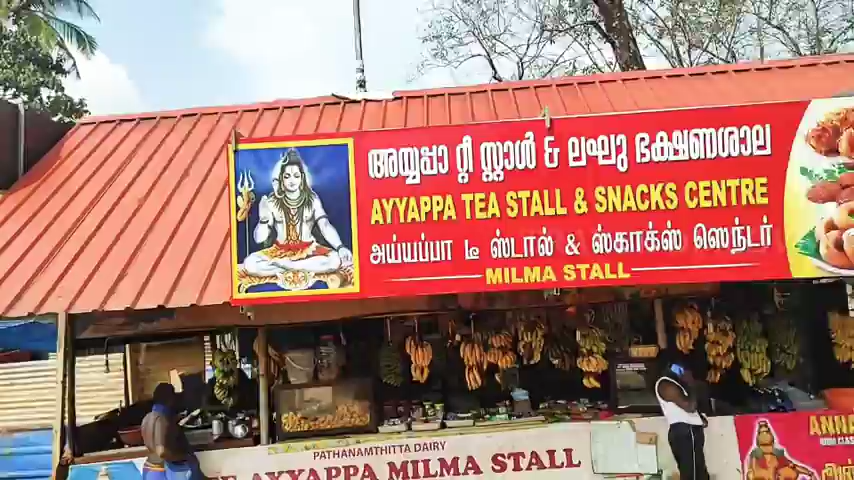 അയ്യപ്പാ റ്റീ സ്റ്റാൾ & ലഘു ഭക്ഷണശാല
AYYAPPA TEA STALL & SNACKS CENTRE
அய்யப்பா டீ ஸ்டால் & ஸ்காக்ஸ் ஸெந்டர்
MILMA STALL
PATHANAMTHITTA DAIRY
AYYAPPA MILMA STALL